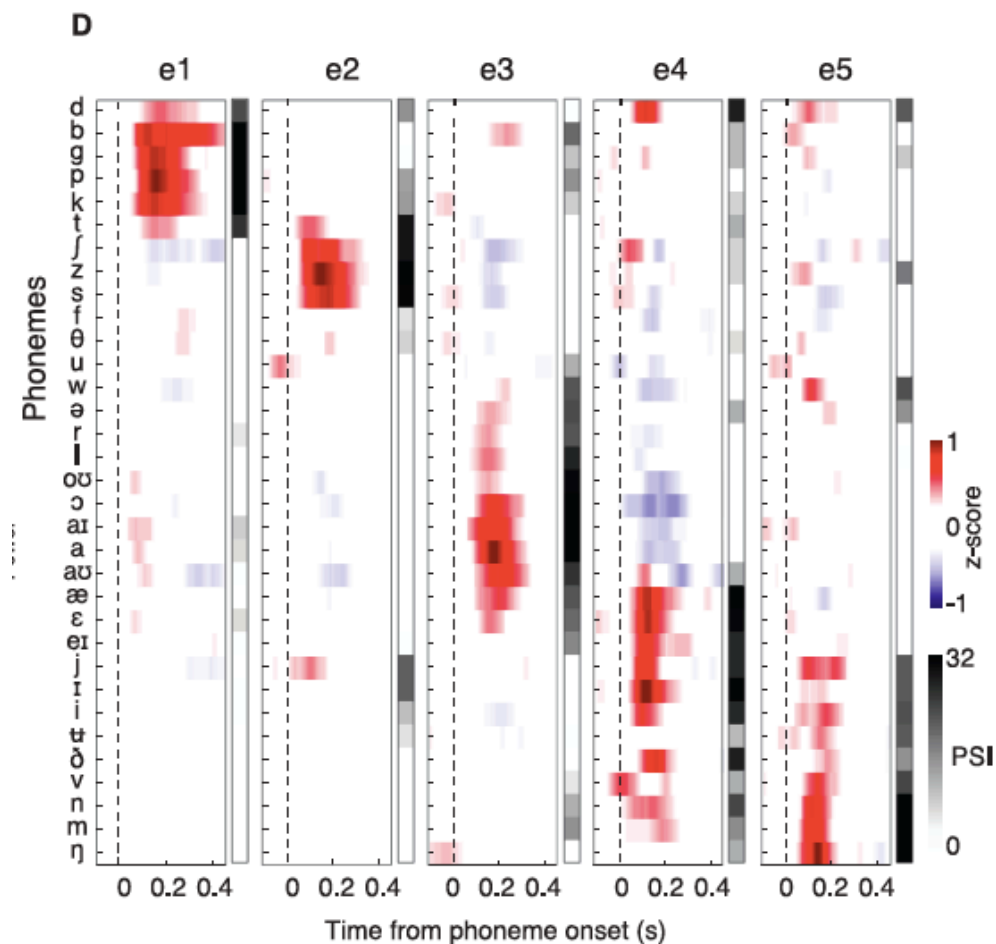 D
e1 e2 e3 e4 e5
Phonemes
d
b
g
p
k
t
ʃ
z
s
f
θ
u
w
ə
r
l
oʊ
ɔ
aɪ
a
aʊ
æ
ɛ
eɪ
j
ɪ
i
ʉ
ð
v
n
m
ŋ
1
0
-1
z-score
32
0
PSI
0 0.2 0.4 0 0.2 0.4 0 0.2 0.4 0 0.2 0.4 0 0.2 0.4
Time from phoneme onset (s)